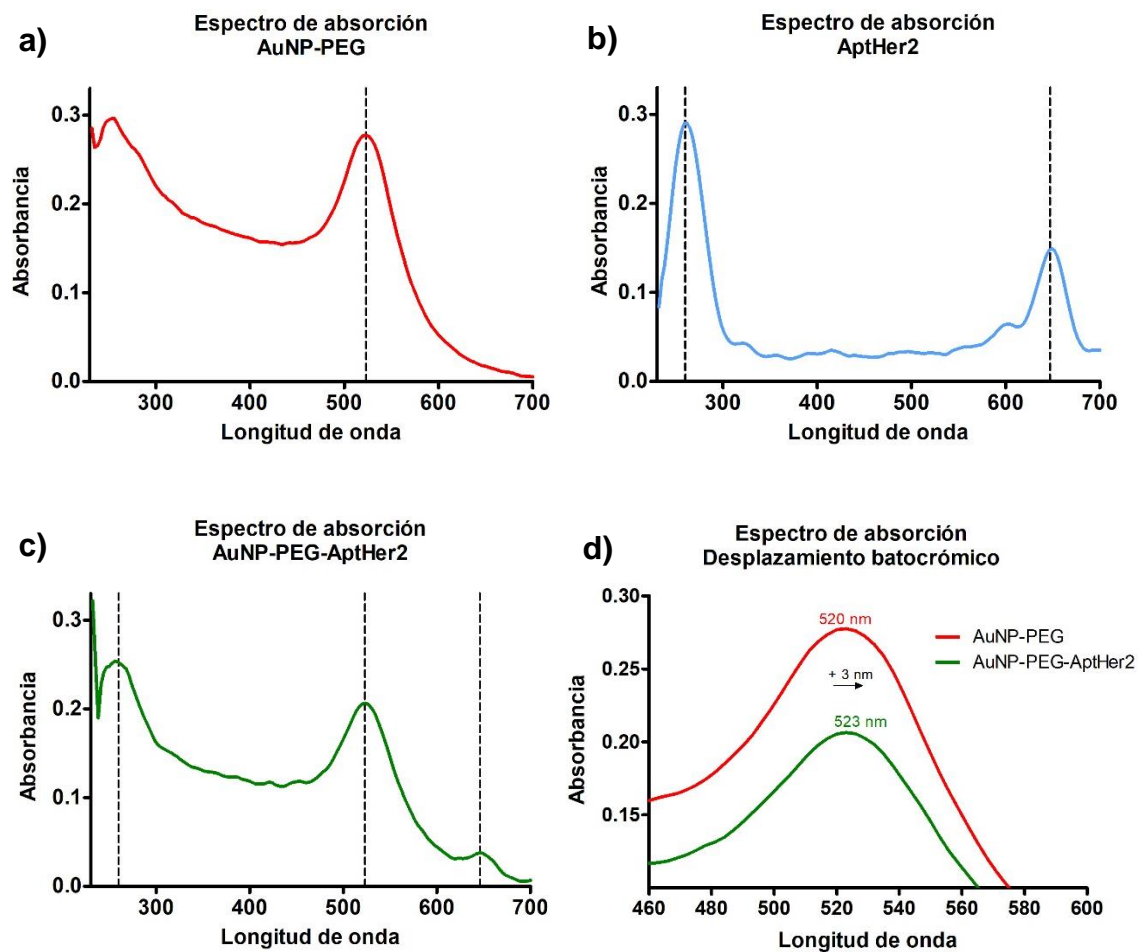 a)
Espectro de absorción
AuNP-PEG
Absorbancia
0.3
0.2
0.1
0.0
300 400 500 600 700
Longitud de onda
b)
Espectro de absorción
AptHer2
Absorbancia
0.3
0.2
0.1
0.0
300 400 500 600 700
Longitud de onda
c)
Espectro de absorción
AuNP-PEG-AptHer2
Absorbancia
0.3
0.2
0.1
0.0
300 400 500 600 700
Longitud de onda
d)
Espectro de absorción
Desplazamiento batocrómico
Absorbancia
0.30
0.25
0.20
0.15
520 nm
+ 3 nm
523 nm
AuNP-PEG
AuNP-PEG-AptHer2
460 480 500 520 540 560 580 600
Longitud de onda